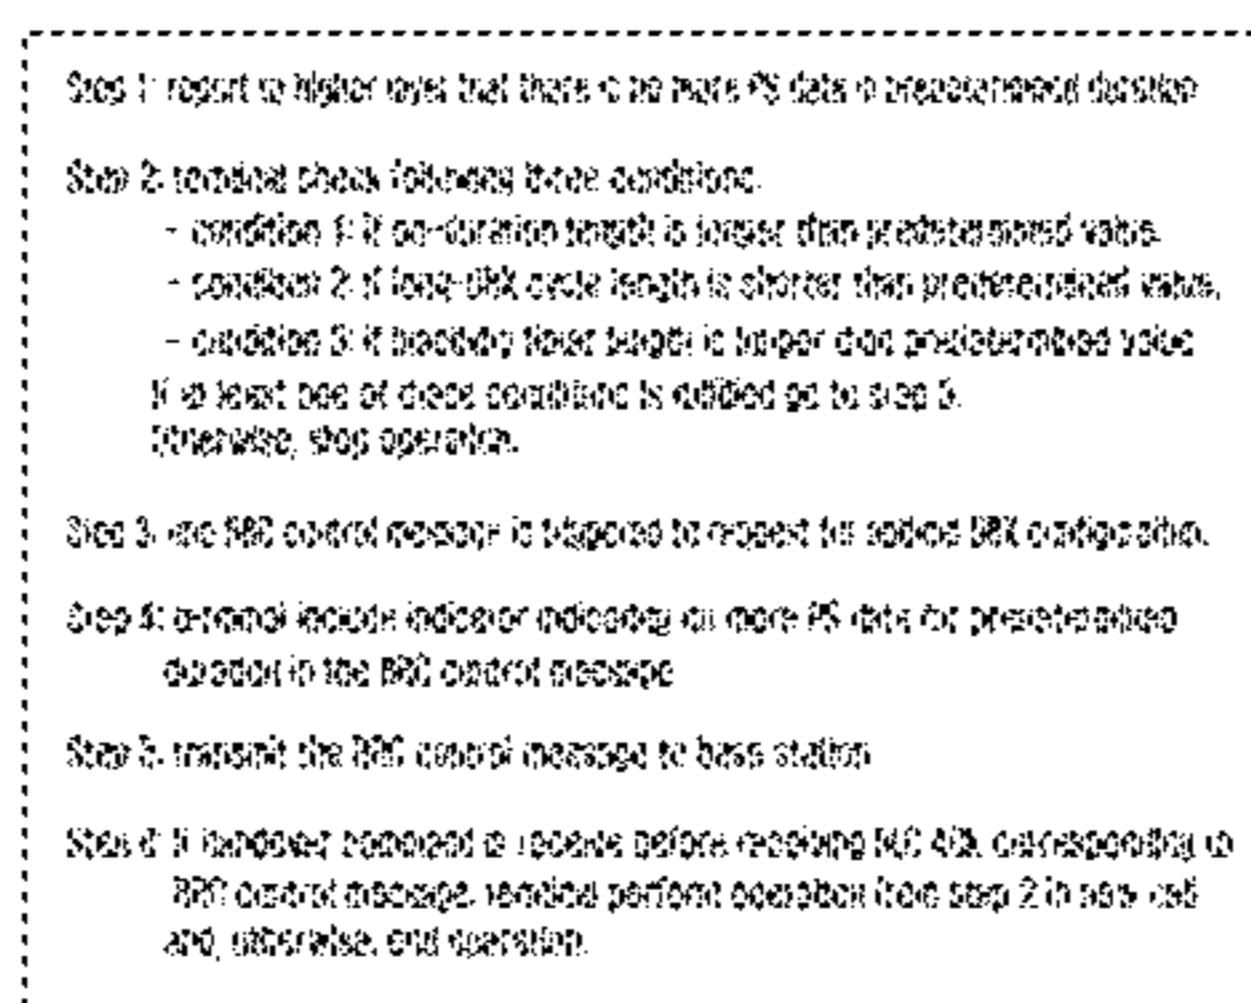 Step 1: report to higher layer that there is no more PS data in predetermined duration
Step 2: terminal check following three conditions.
- condition 1: if on-duration length is longer than predetermined value.
- condition 2: if long-DRX cycle length is shorter than predetermined value.
- condition 3: if inactivity timer length is longer than predetermined value
If at least one of these conditions is satisfied go to step 3.
Otherwise, stop operation.
Step 3: RRC control message is triggered to request for optimal DRX configuration.
Step 4: terminal include indicator indicating no more PS data for predetermined
duration in the RRC control message
Step 5: transmit the RRC control message to base station
Step 6: If handover command is receive before receiving RLC ACK corresponding to
RRC control message, terminal perform operation from step 2 in new cell
and, otherwise, end operation.